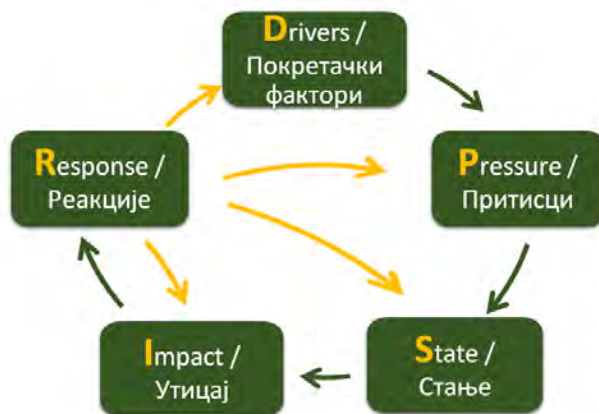 Drivers /
Покретачки
фактори
Response /
Реакције
Pressure /
Притисци
Impact /
Утицај
State /
Стање